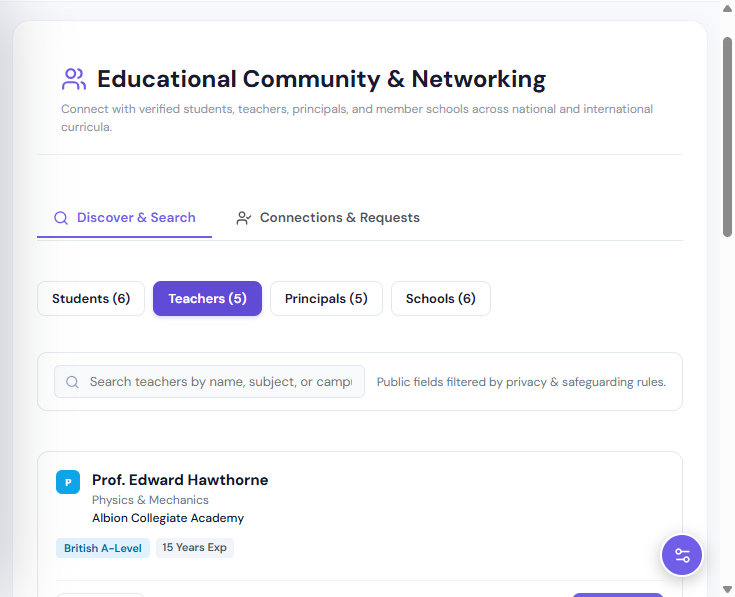 Educational Community & Networking
Connect with verified students, teachers, principals, and member schools across national and international
curricula.
Discover & Search
Connections & Requests
Students (6)
Teachers (5)
Principals (5)
Schools (6)
Search teachers by name, subject, or camp
Public fields filtered by privacy & safeguarding rules.
P
Prof. Edward Hawthorne
Physics & Mechanics
Albion Collegiate Academy
British A-Level
15 Years Exp